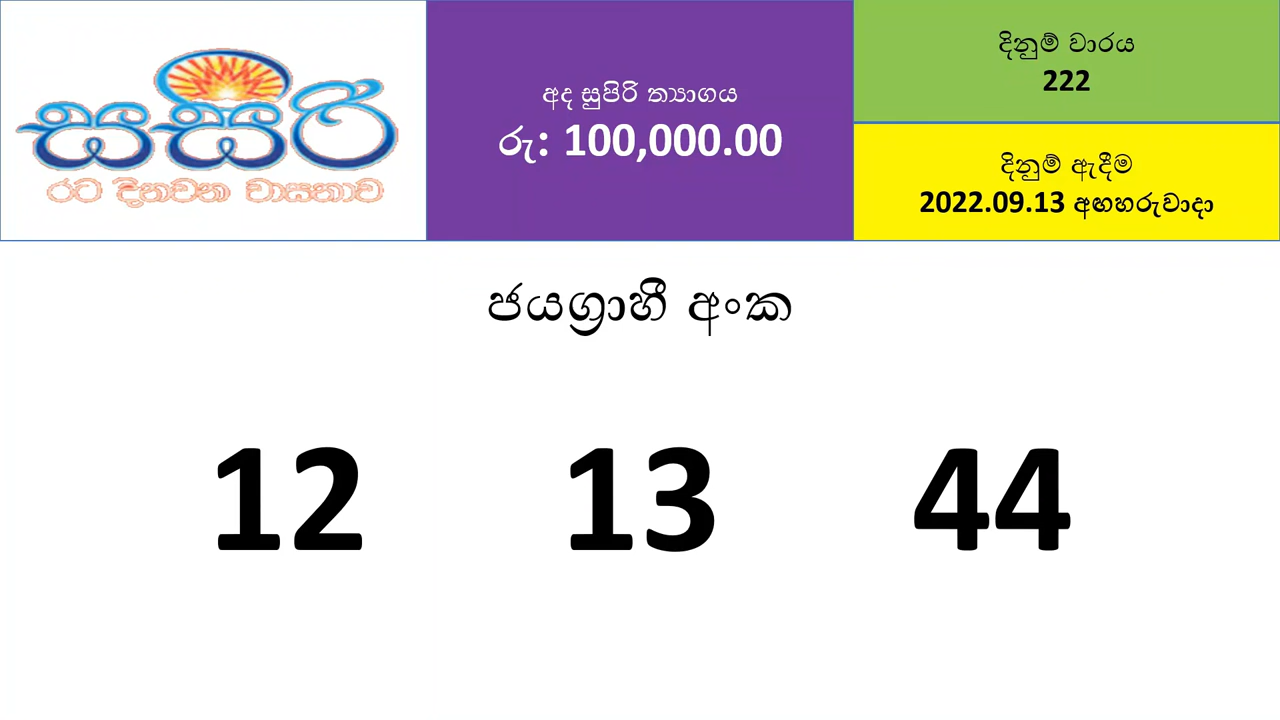 සසිරි
රට දිනවන වාසනාව
අද සුපිරි ත්‍යාගය
රු: 100,000.00
දිනුම් වාරය
222
දිනුම් ඇදීම
2022.09.13 අඟහරුවාදා
ජයග්‍රාහී අංක
12 13 44